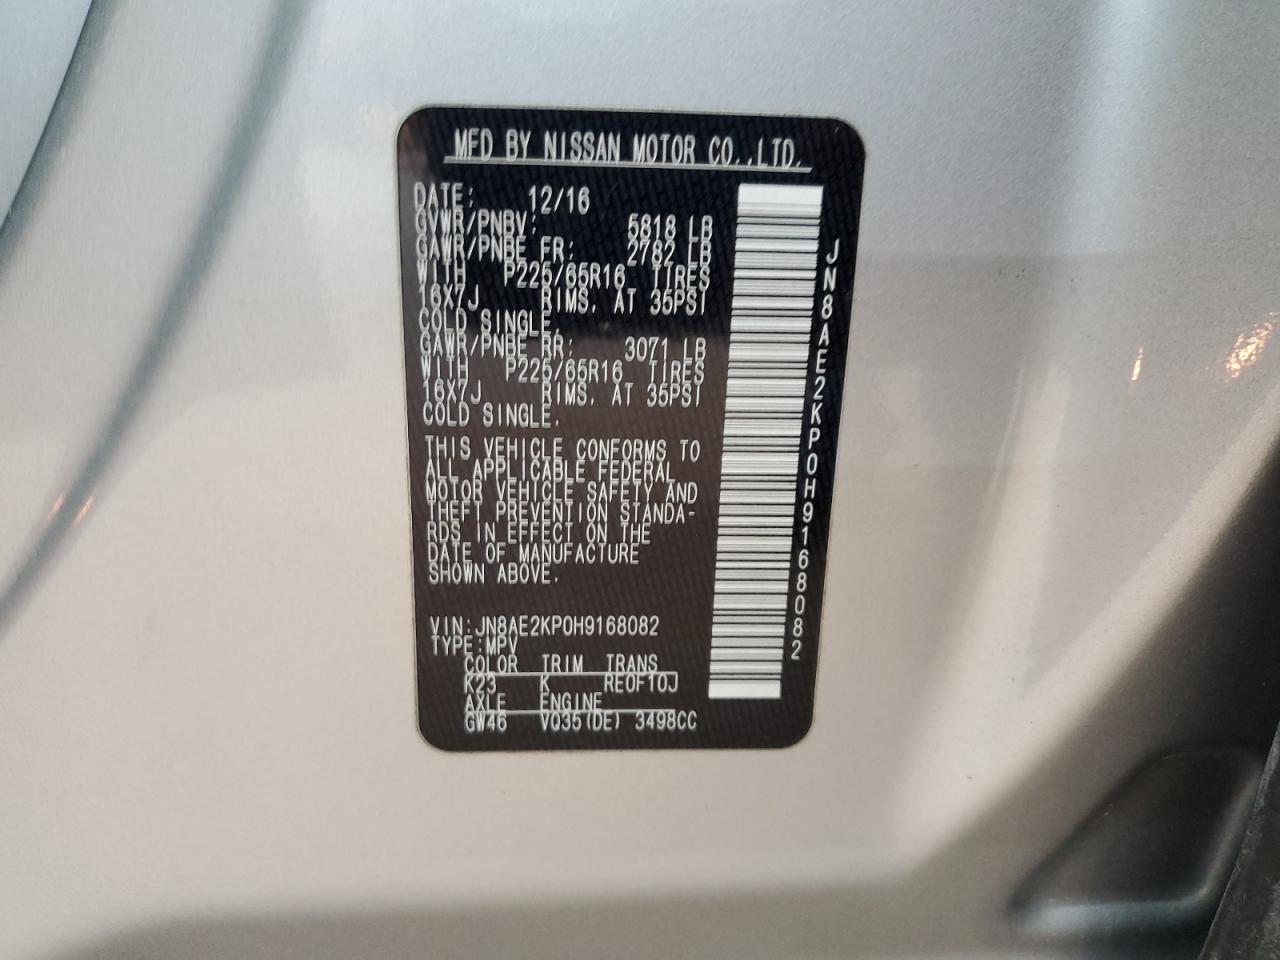 MFD BY NISSAN MOTOR CO.,LTD.
DATE: 12/16
GVWR/PNBV: 5818 LB
GAWR/PNBE FR: 2782 LB
WITH P225/65R16 TIRES
16X7J RIMS, AT 35PSI
COLD SINGLE,
GAWR/PNBE RR: 3071 LB
WITH P225/65R16 TIRES
16X7J RIMS, AT 35PSI
COLD SINGLE,
THIS VEHICLE CONFORMS TO
ALL APPLICABLE FEDERAL
MOTOR VEHICLE SAFETY AND
THEFT PREVENTION STANDA-
RDS IN EFFECT ON THE
DATE OF MANUFACTURE
SHOWN ABOVE.
VIN:JN8AE2KP0H9168082
TYPE:MPV
COLOR TRIM TRANS
K23 K RE0F10J
AXLE ENGINE
GW46 VQ35(DE) 3498CC
JN8AE2KP0H9168082